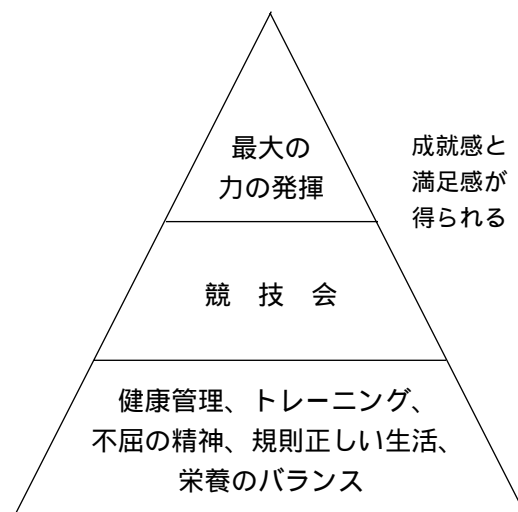 最大の
力の発揮
成就感と
満足感が
得られる
競 技 会
健康管理、トレーニング、
不屈の精神、規則正しい生活、
栄養のバランス